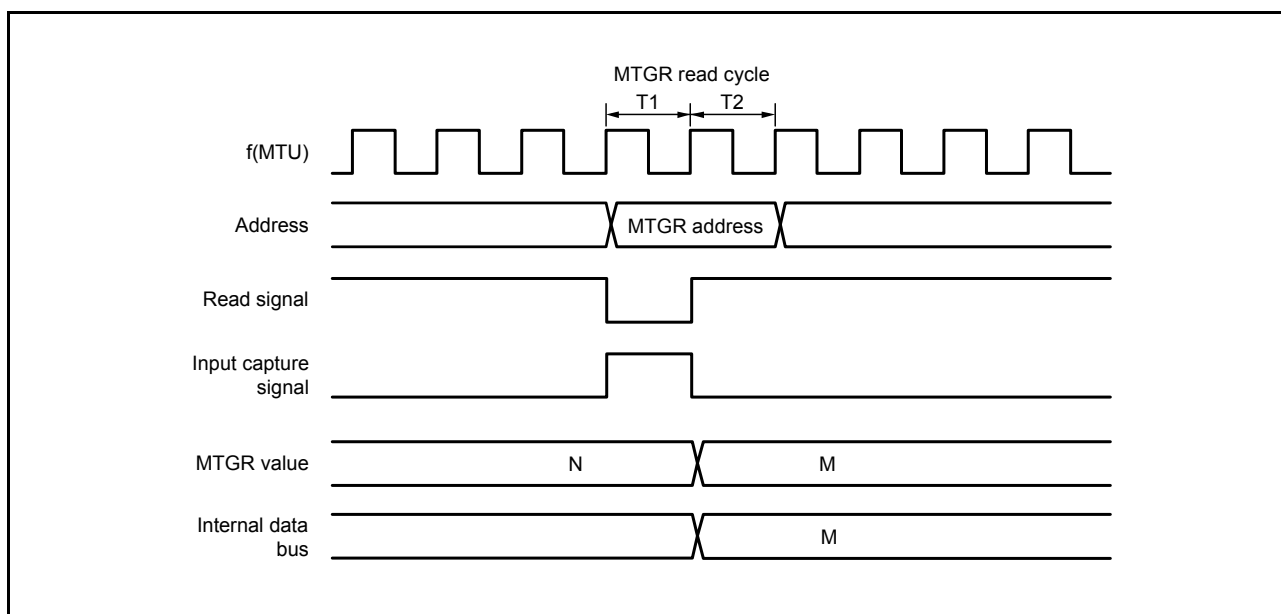 MTGR read cycle
T1 T2
f(MTU)
Address MTGR address
Read signal
Input capture
signal
MTGR value N M
Internal data
bus M